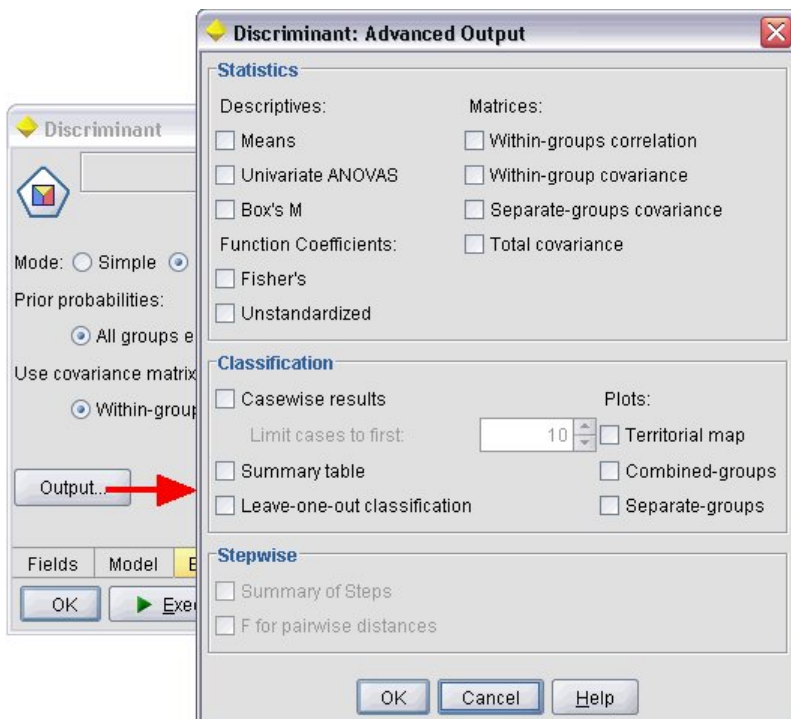 Discriminant: Advanced Output
Statistics
Descriptives:
Means
Univariate ANOVAS
Box's M
Function Coefficients:
Fisher's
Unstandardized
Matrices:
Within-groups correlation
Within-group covariance
Separate-groups covariance
Total covariance
Classification
Casewise results
Limit cases to first: 10
Summary table
Leave-one-out classification
Plots:
Territorial map
Combined-groups
Separate-groups
Stepwise
Summary of Steps
F for pairwise distances
OK Cancel Help
Discriminant
Mode: Simple
Prior probabilities:
All groups e
Use covariance matrix
Within-group
Output...
Fields Model E
OK Exe